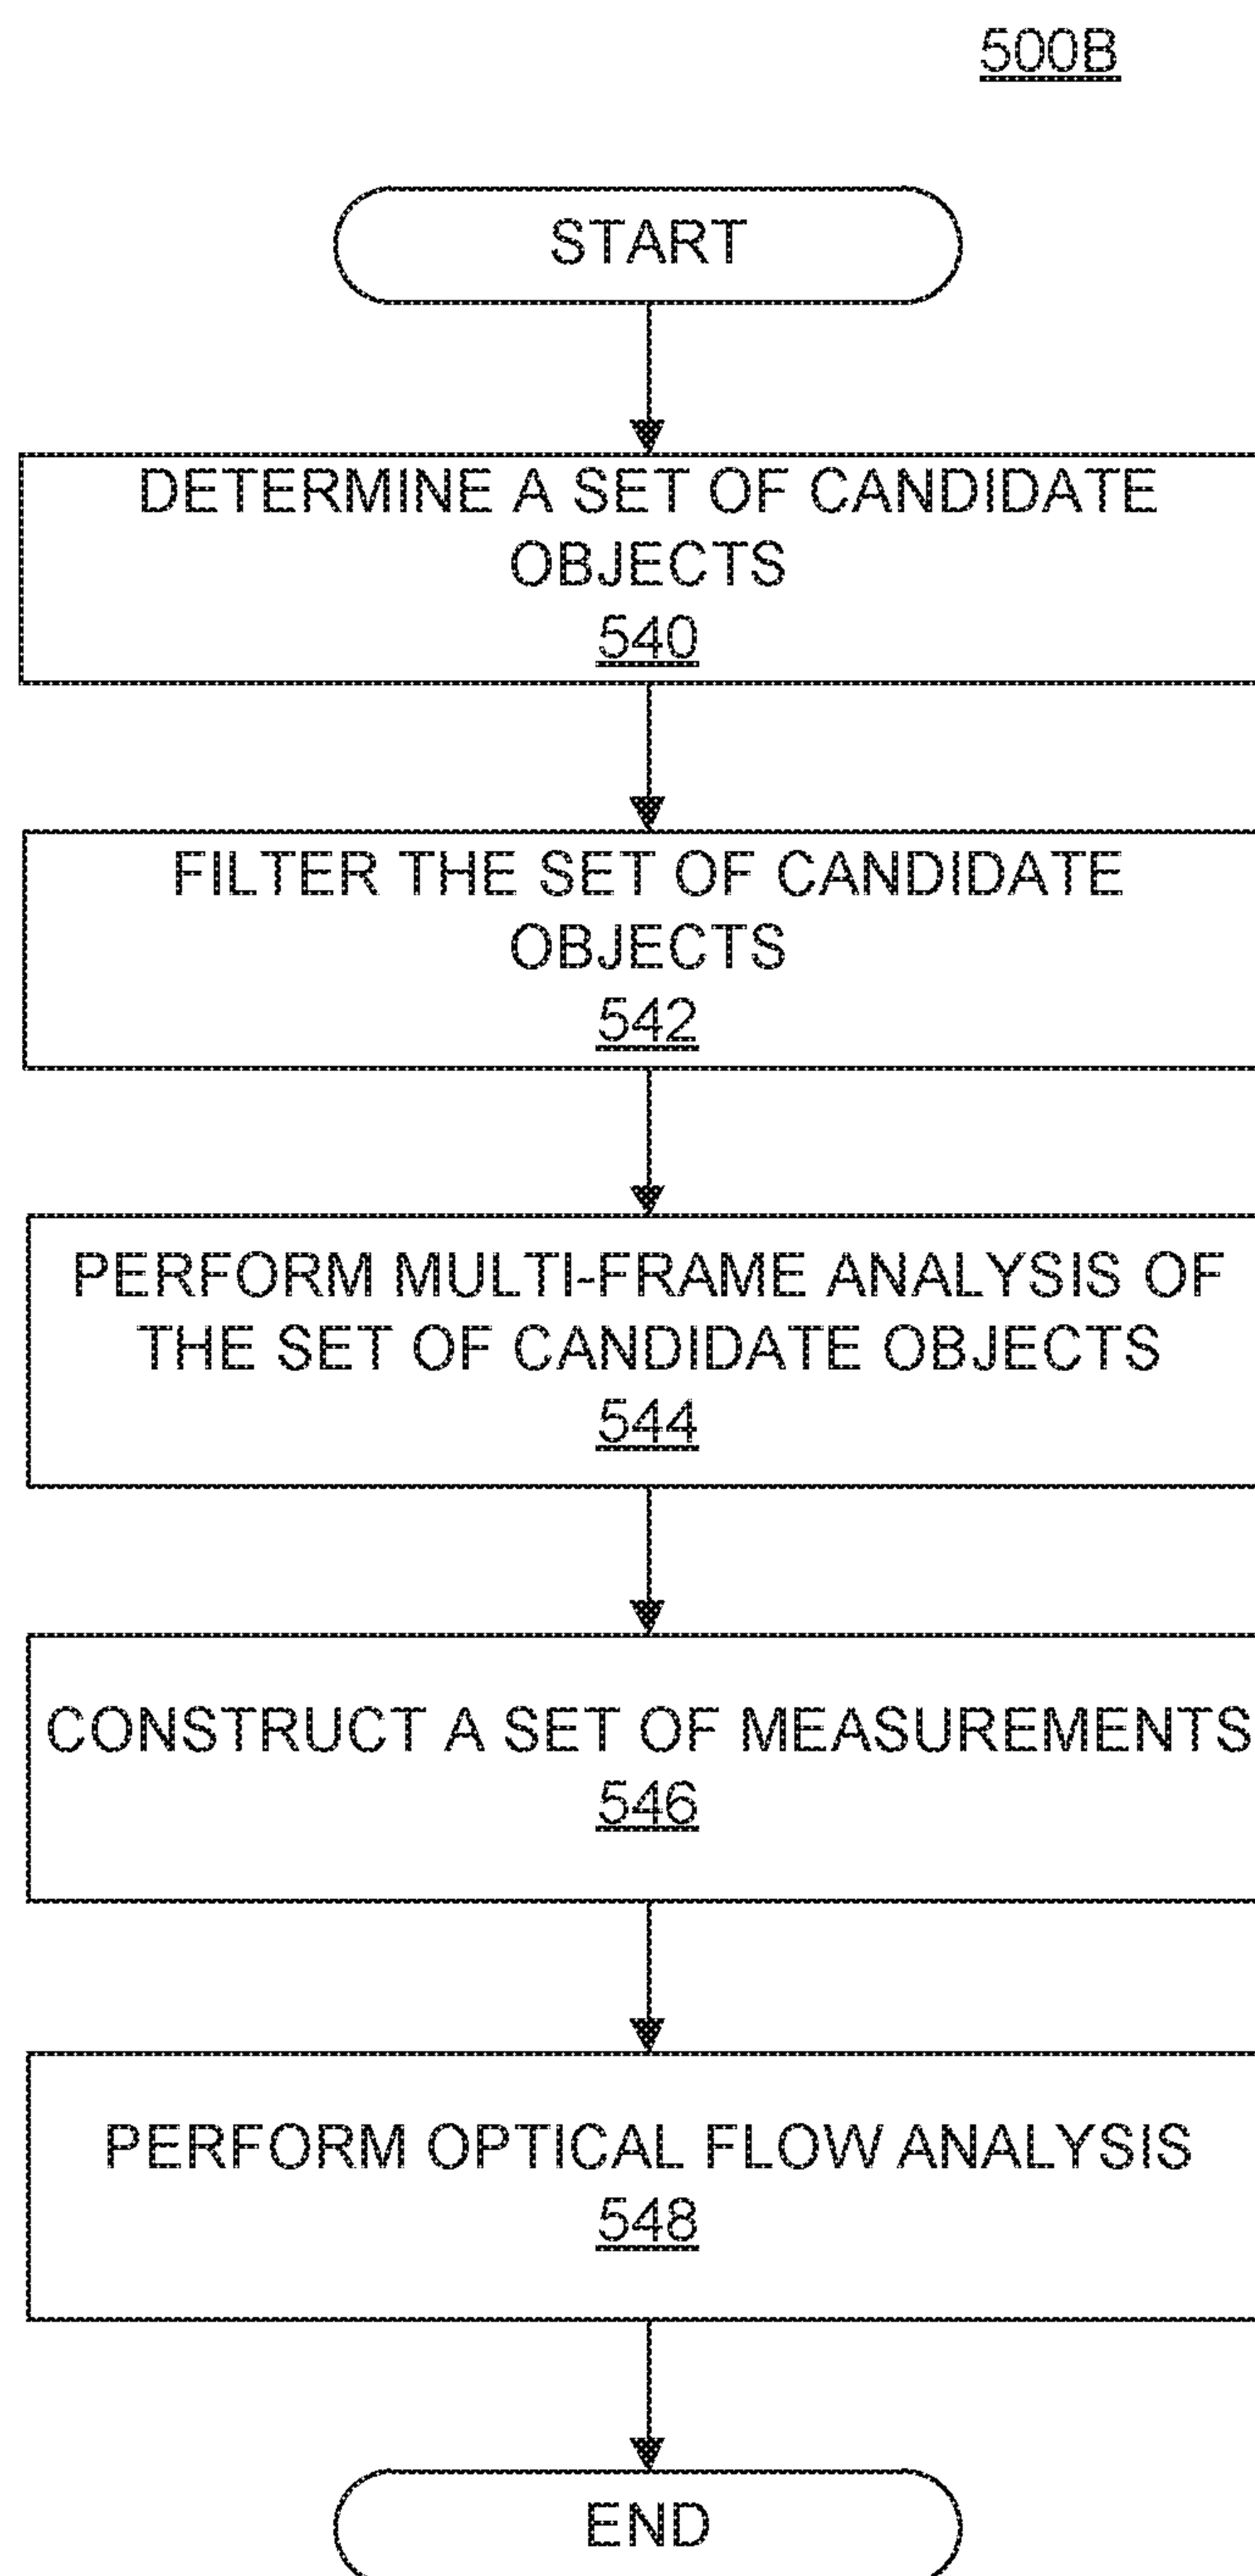 500B
START
DETERMINE A SET OF CANDIDATE
OBJECTS
540
FILTER THE SET OF CANDIDATE
OBJECTS
542
PERFORM MULTI-FRAME ANALYSIS OF
THE SET OF CANDIDATE OBJECTS
544
CONSTRUCT A SET OF MEASUREMENTS
546
PERFORM OPTICAL FLOW ANALYSIS
548
END